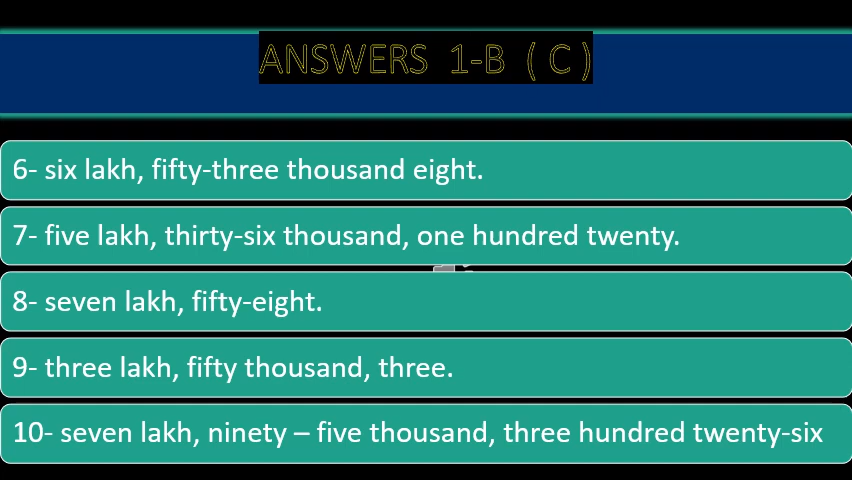 ANSWERS 1-B ( C )
6- six lakh, fifty-three thousand eight.
7- five lakh, thirty-six thousand, one hundred twenty.
8- seven lakh, fifty-eight.
9- three lakh, fifty thousand, three.
10- seven lakh, ninety – five thousand, three hundred twenty-six